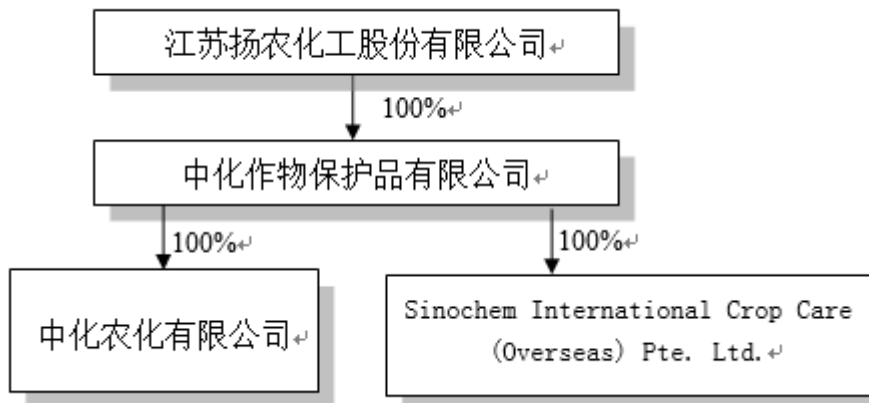 江苏扬农化工股份有限公司↵
100%↵
中化作物保护品有限公司↵
100%↵
100%↵
中化农化有限公司↵
Sinochem International Crop Care
(Overseas) Pte. Ltd.↵